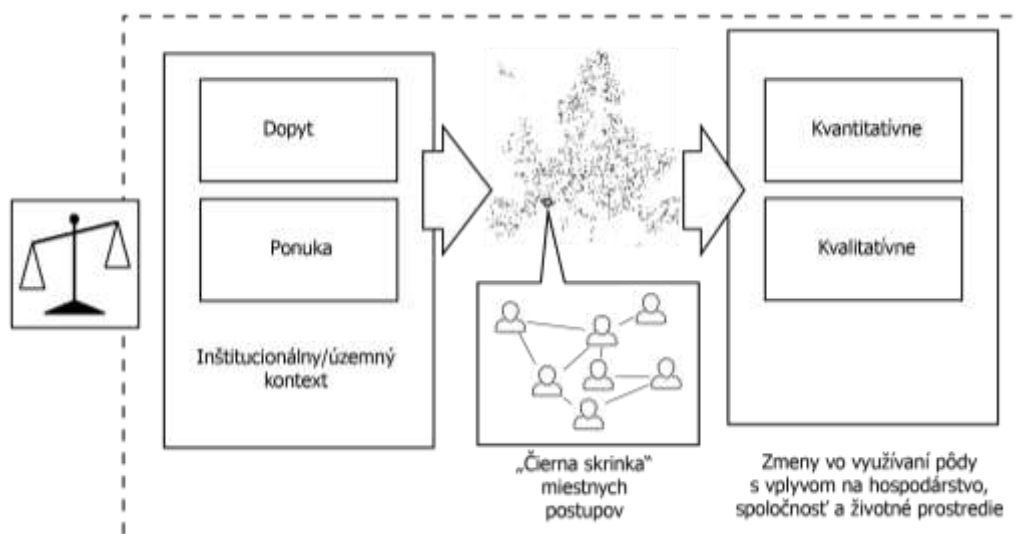 Dopyt
Ponuka
Inštitucionálny/územný
kontext
„Čierna skrinka“
miestnych
postupov
Kvantitatívne
Kvalitatívne
Zmeny vo využívaní pôdy
s vplyvom na hospodárstvo,
spoločnosť a životné prostredie